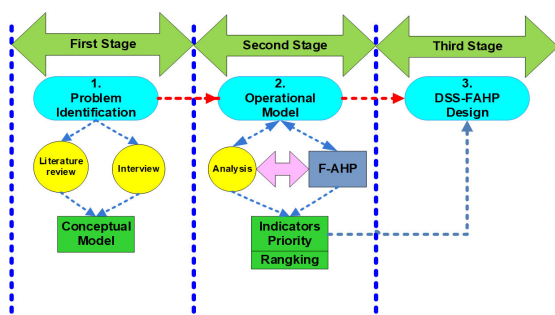 First Stage
Second Stage
Third Stage
1.
Problem
Identification
2.
Operational
Model
3.
DSS-FAHP
Design
Literature
review
Interview
Analysis
F-AHP
Conceptual
Model
Indicators
Priority
Rangking